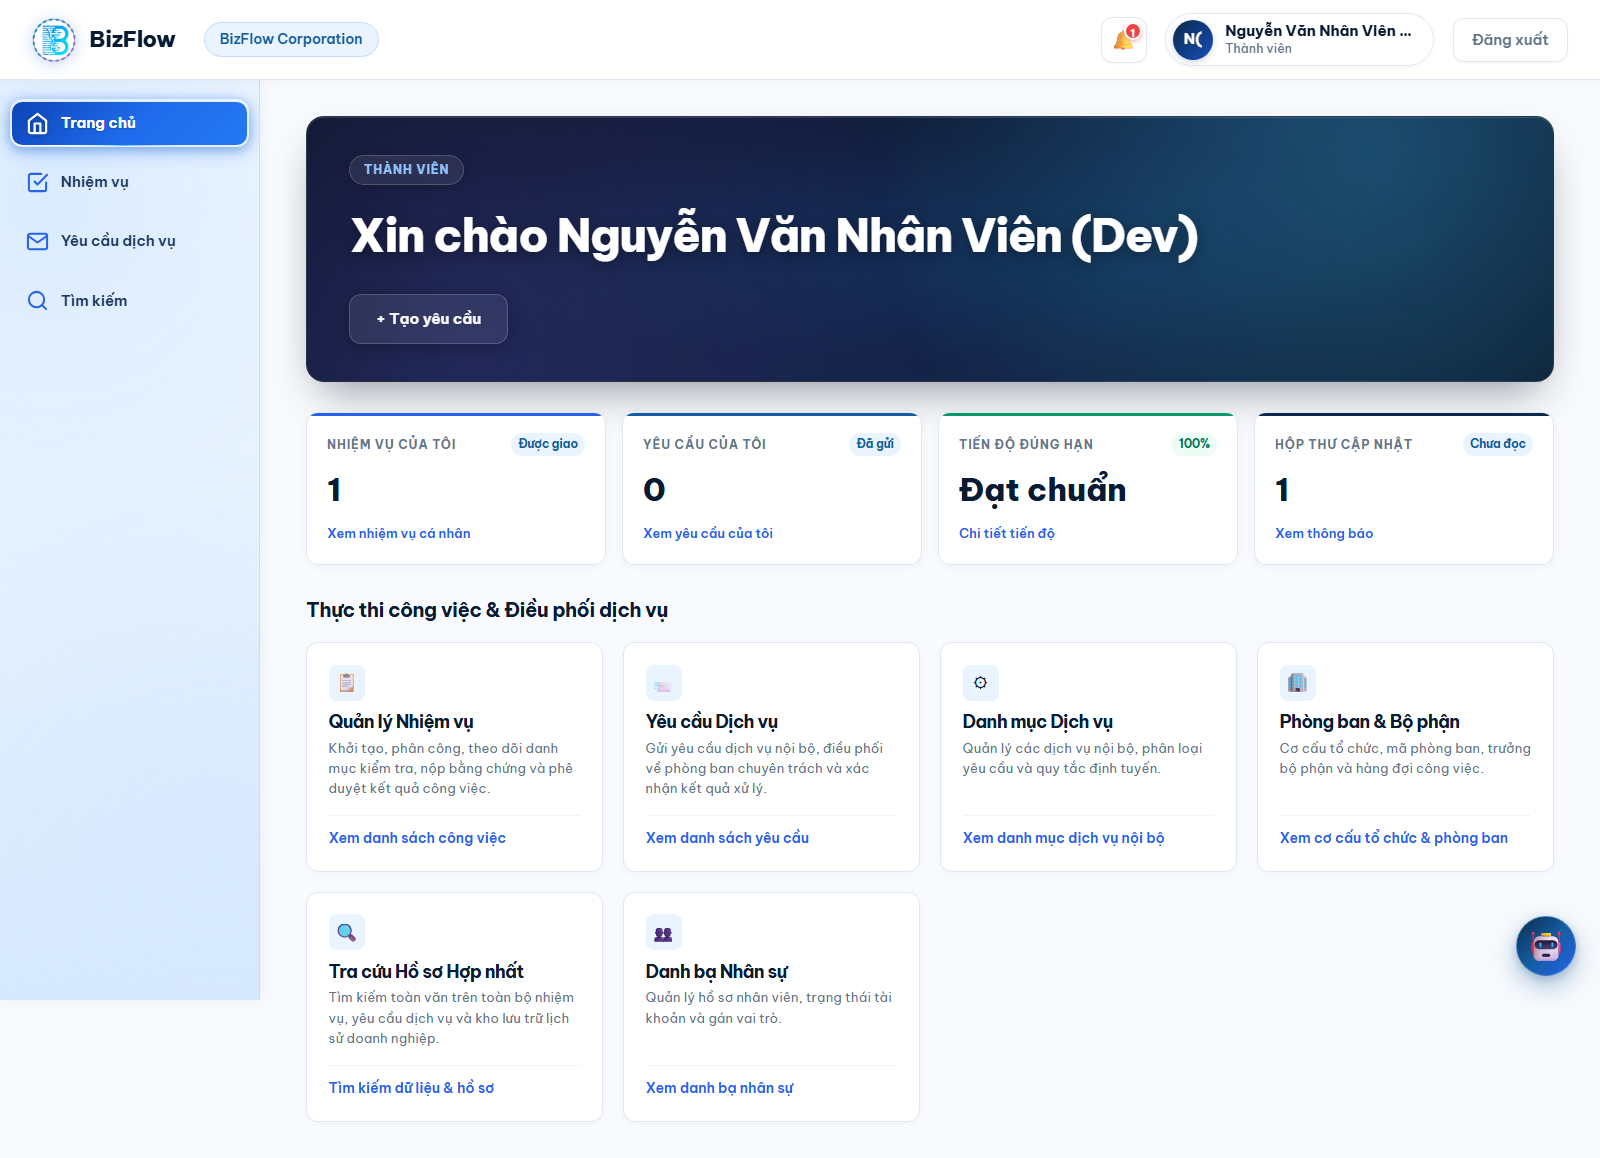 BizFlow
BizFlow Corporation
1
N(
Nguyễn Văn Nhân Viên ...
Thành viên
Đăng xuất
Trang chủ
Nhiệm vụ
Yêu cầu dịch vụ
Tìm kiếm
THÀNH VIÊN
Xin chào Nguyễn Văn Nhân Viên (Dev)
+ Tạo yêu cầu
NHIỆM VỤ CỦA TÔI
Được giao
1
Xem nhiệm vụ cá nhân
YÊU CẦU CỦA TÔI
Đã gửi
0
Xem yêu cầu của tôi
TIẾN ĐỘ ĐÚNG HẠN
100%
Đạt chuẩn
Chi tiết tiến độ
HỘP THƯ CẬP NHẬT
Chưa đọc
1
Xem thông báo
Thực thi công việc & Điều phối dịch vụ
Quản lý Nhiệm vụ
Khởi tạo, phân công, theo dõi danh
mục kiểm tra, nộp bằng chứng và phê
duyệt kết quả công việc.
Xem danh sách công việc
Yêu cầu Dịch vụ
Gửi yêu cầu dịch vụ nội bộ, điều phối
về phòng ban chuyên trách và xác
nhận kết quả xử lý.
Xem danh sách yêu cầu
Danh mục Dịch vụ
Quản lý các dịch vụ nội bộ, phân loại
yêu cầu và quy tắc định tuyến.
Xem danh mục dịch vụ nội bộ
Phòng ban & Bộ phận
Cơ cấu tổ chức, mã phòng ban, trưởng
bộ phận và hàng đợi công việc.
Xem cơ cấu tổ chức & phòng ban
Tra cứu Hồ sơ Hợp nhất
Tìm kiếm toàn văn trên toàn bộ nhiệm
vụ, yêu cầu dịch vụ và kho lưu trữ lịch
sử doanh nghiệp.
Tìm kiếm dữ liệu & hồ sơ
Danh bạ Nhân sự
Quản lý hồ sơ nhân viên, trạng thái tài
khoản và gán vai trò.
Xem danh bạ nhân sự